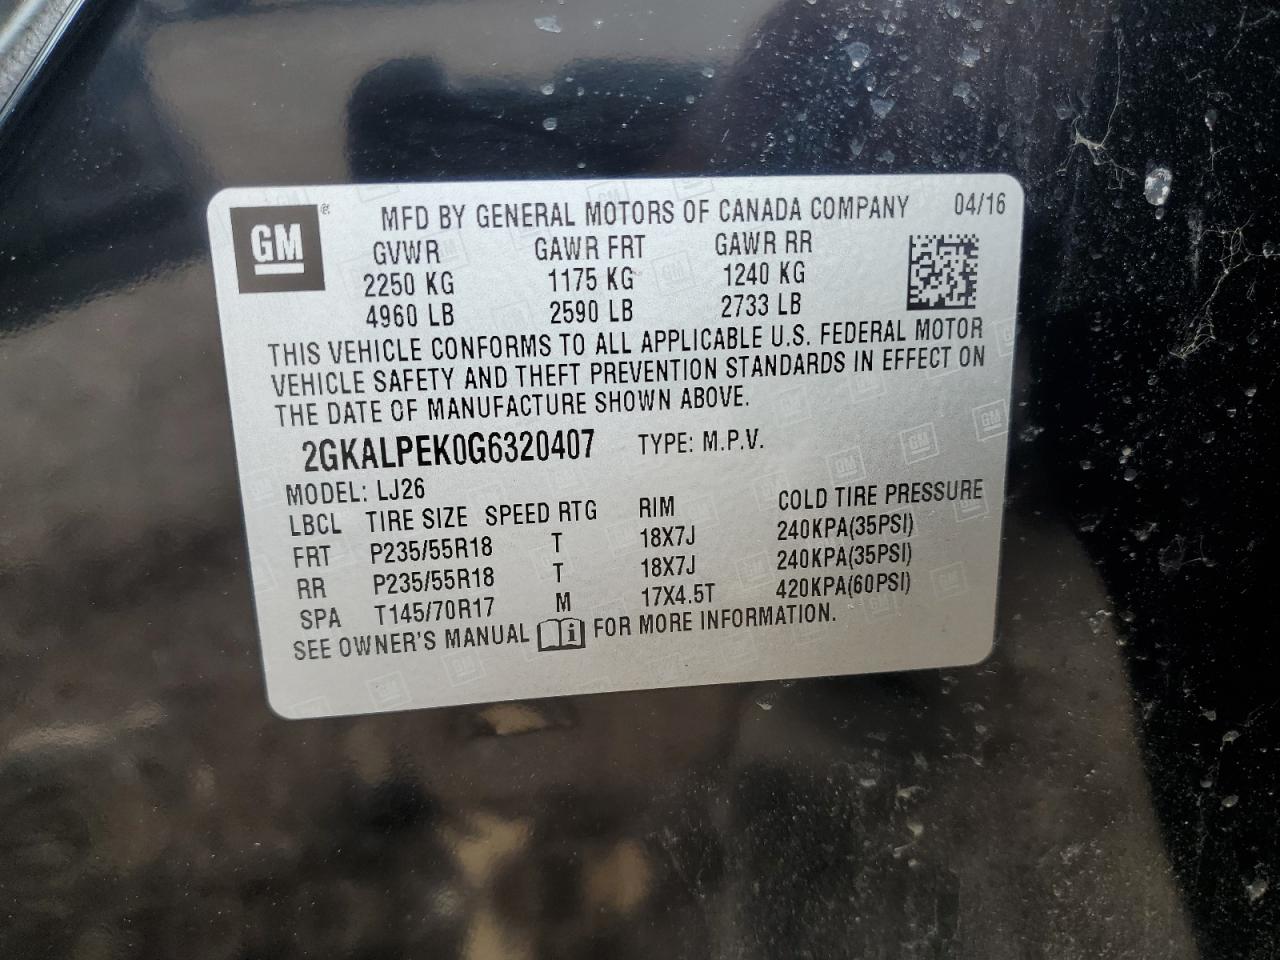 GM ® MFD BY GENERAL MOTORS OF CANADA COMPANY 04/16
GVWR GAWR FRT GAWR RR
2250 KG 1175 KG 1240 KG
4960 LB 2590 LB 2733 LB
THIS VEHICLE CONFORMS TO ALL APPLICABLE U.S. FEDERAL MOTOR
VEHICLE SAFETY AND THEFT PREVENTION STANDARDS IN EFFECT ON
THE DATE OF MANUFACTURE SHOWN ABOVE.
2GKALPEK0G6320407 TYPE: M.P.V.
MODEL: LJ26
LBCL TIRE SIZE SPEED RTG RIM COLD TIRE PRESSURE
FRT P235/55R18 T 18X7J 240KPA(35PSI)
RR P235/55R18 T 18X7J 240KPA(35PSI)
SPA T145/70R17 M 17X4.5T 420KPA(60PSI)
SEE OWNER'S MANUAL FOR MORE INFORMATION.